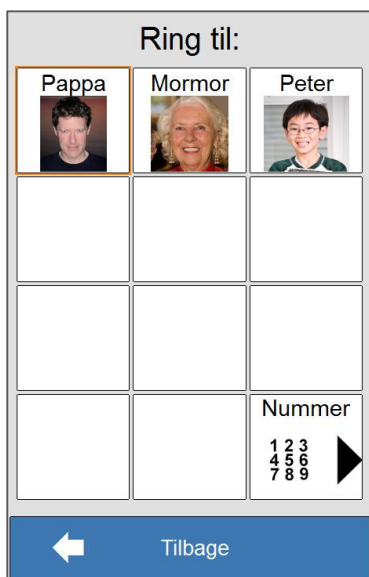 Ring til:
Pappa
Mormor
Peter
Nummer
1 2 3
4 5 6
7 8 9
Tilbage